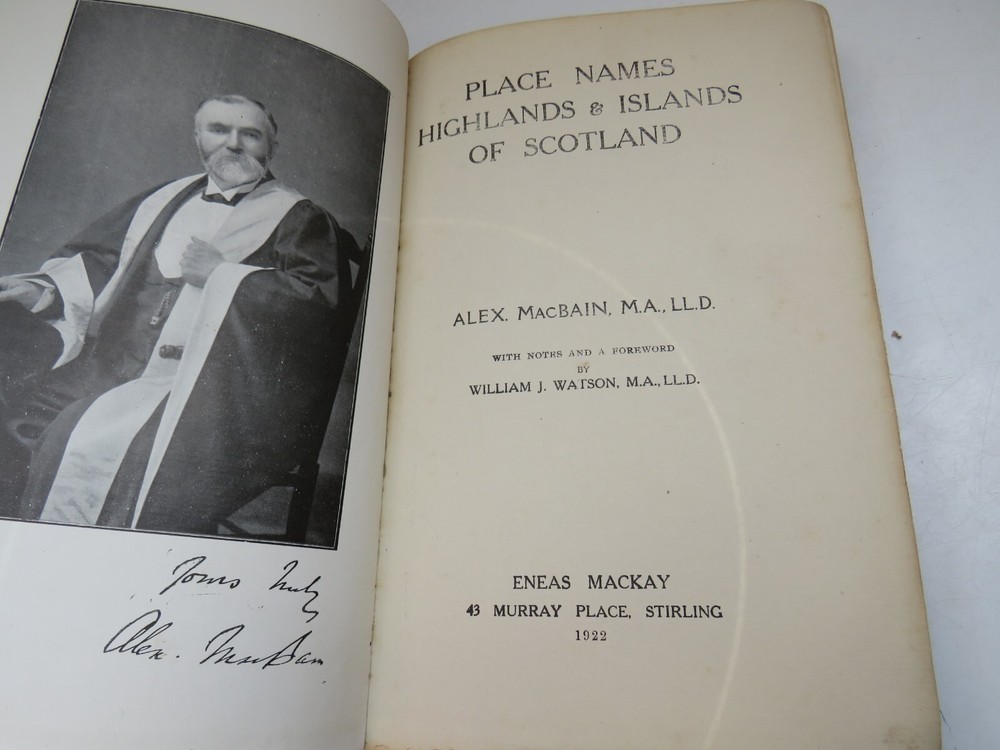 Yours truly
Alex. MacBain
PLACE NAMES
HIGHLANDS & ISLANDS
OF SCOTLAND
ALEX. MACBAIN, M.A., LL.D.
WITH NOTES AND A FOREWORD
BY
WILLIAM J. WATSON, M.A., LL.D.
ENEAS MACKAY
43 MURRAY PLACE, STIRLING
1922